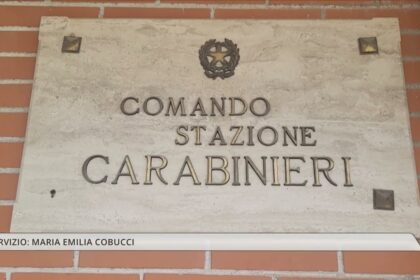 COMANDO
STAZIONE
CARABINIERI
RVIZIO: MARIA EMILIA COBUCCI